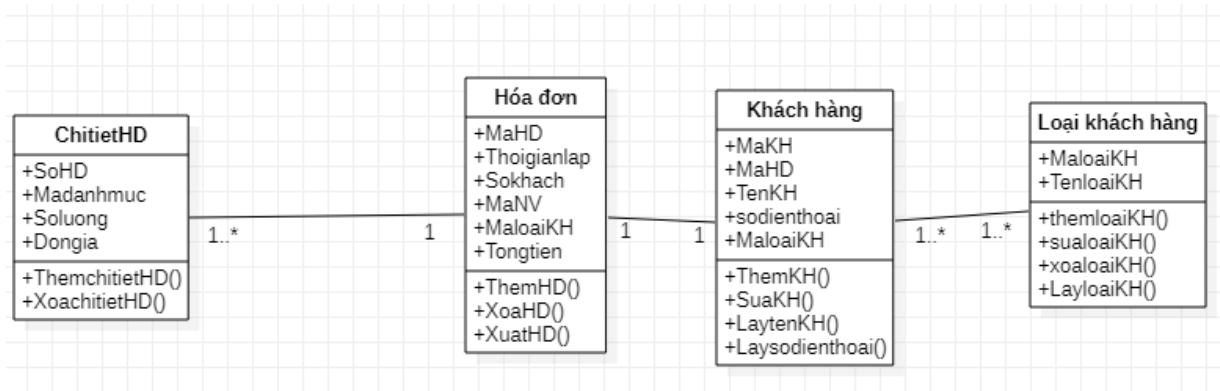 ChitietHD
+SoHD
+Madanhmuc
+Soluong
+Dongia
+ThemchitietHD()
+XoachitietHD()
1..*
1
Hóa đơn
+MaHD
+Thoigianlap
+Sokhach
+MaNV
+MaloaiKH
+Tongtien
+ThemHD()
+XoaHD()
+XuatHD()
1
1
Khách hàng
+MaKH
+MaHD
+TenKH
+sodienthoai
+MaloaiKH
+ThemKH()
+SuaKH()
+LaytenKH()
+Laysodienthoai()
1..*
1..*
Loại khách hàng
+MaloaiKH
+TenloaiKH
+themloaiKH()
+sualoaiKH()
+xoaloaiKH()
+LayloaiKH()